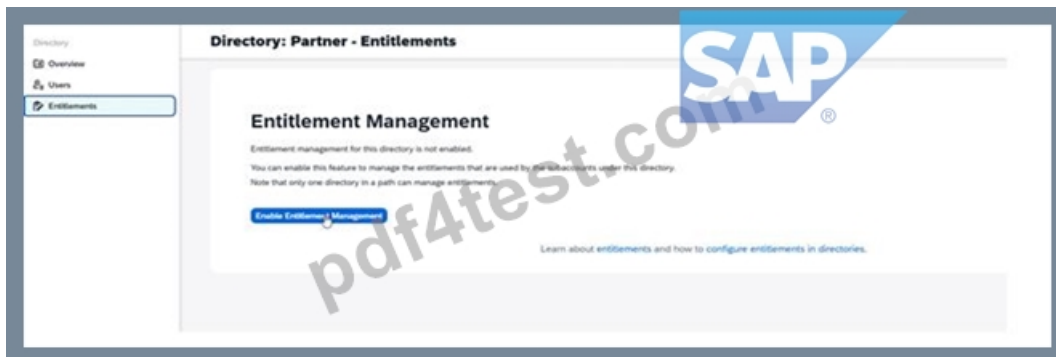 Directory
Overview
Users
Entitlements
Directory: Partner - Entitlements
SAP
®
Entitlement Management
Entitlement management for this directory is not enabled.
You can enable this feature to manage the entitlements that are used by the subaccounts under this directory.
Note that only one directory in a path can manage entitlements.
Enable Entitlement Management
Learn about entitlements and how to configure entitlements in directories.
pdf4test.com